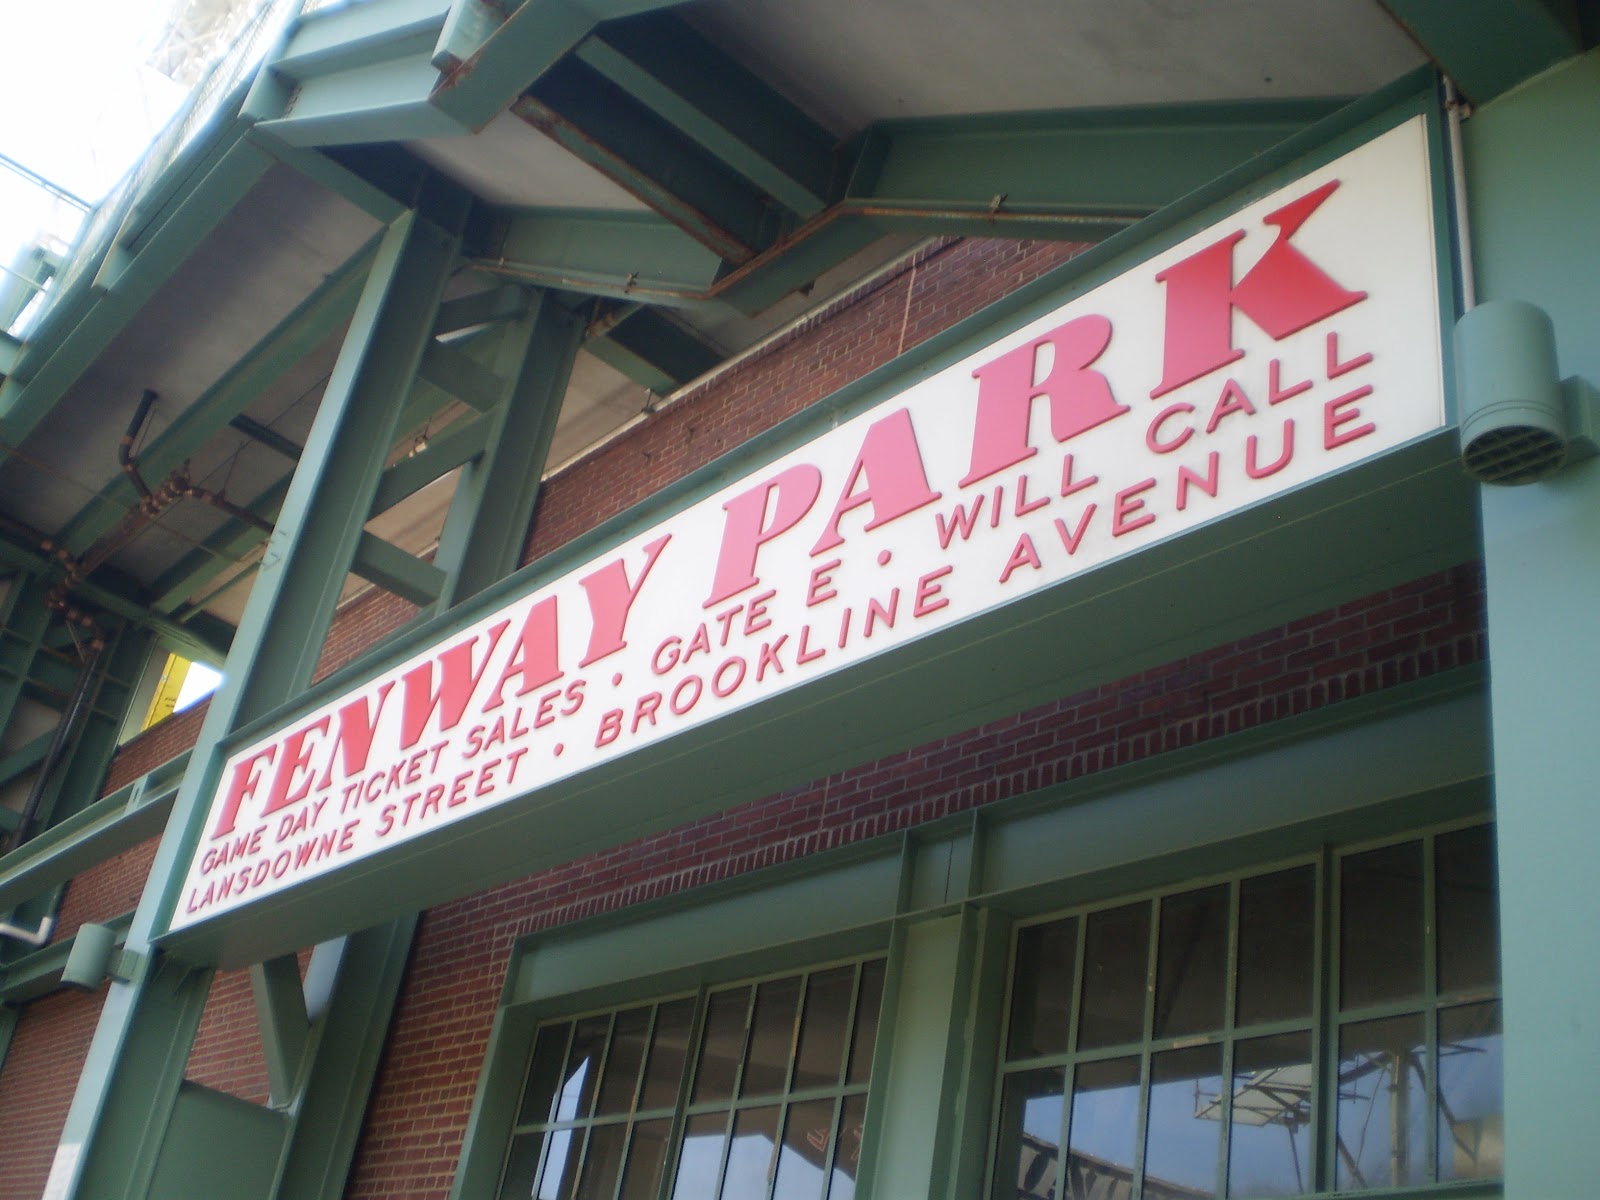 FENWAY PARK
GAME DAY TICKET SALES • GATE E • WILL CALL
LANSDOWNE STREET • BROOKLINE AVENUE